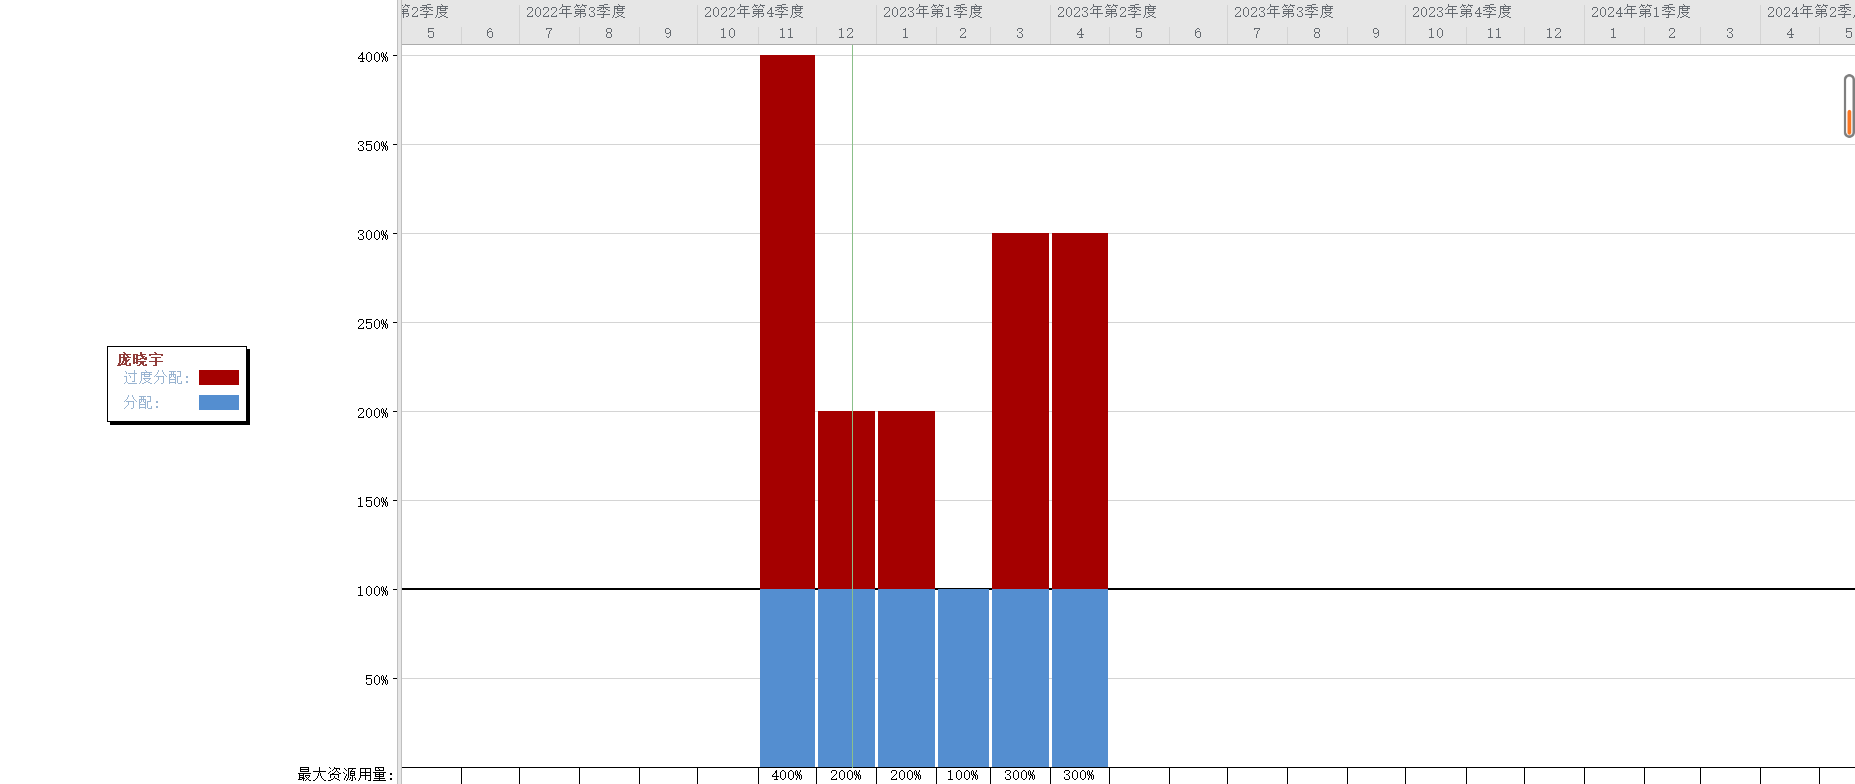 第2季度 2022年第3季度 2022年第4季度 2023年第1季度 2023年第2季度 2023年第3季度 2023年第4季度 2024年第1季度 2024年第2季
5 6 7 8 9 10 11 12 1 2 3 4 5 6 7 8 9 10 11 12 1 2 3 4 5
400%
350%
300%
250%
庞晓宇
过度分配:
分配:
200%
150%
100%
50%
最大资源用量: 400% 200% 200% 100% 300% 300%